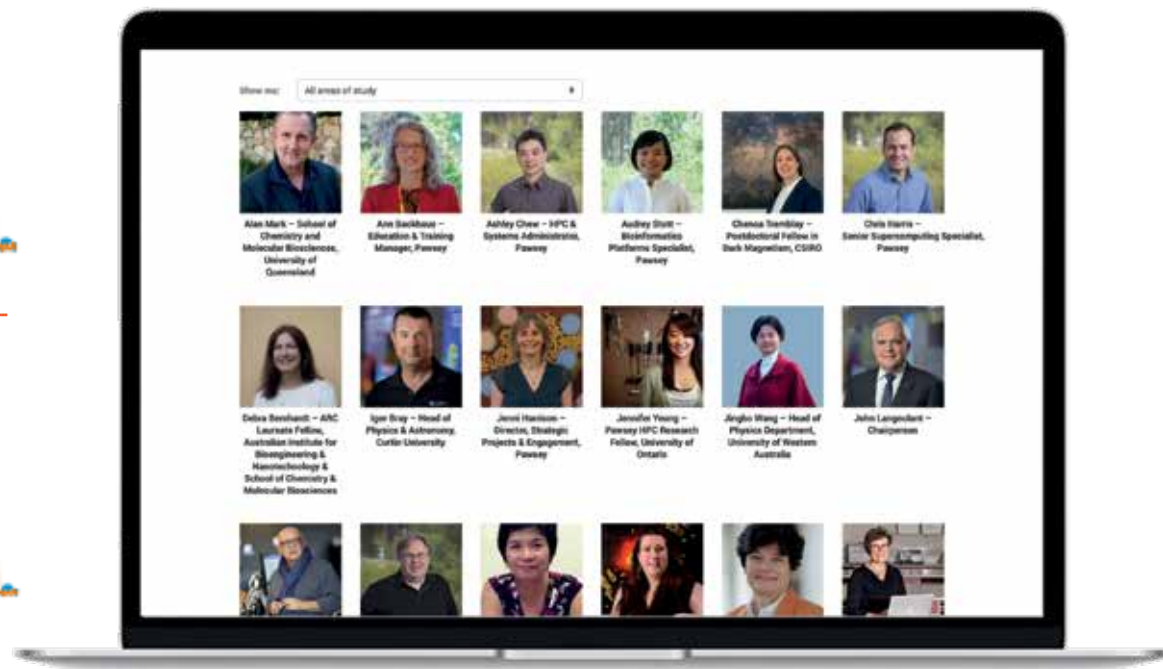 Show me:
All areas of study
Alan Mark – School of
Chemistry and
Molecular Biosciences,
University of
Queensland
Ann Backhaus –
Education & Training
Manager, Pawsey
Ashley Chew – HPC &
Systems Administrator,
Pawsey
Audrey Stott –
Bioinformatics
Platforms Specialist,
Pawsey
Chenoa Tremblay –
Postdoctoral Fellow in
Dark Magnetism, CSIRO
Chris Harris –
Senior Supercomputing Specialist,
Pawsey
Debra Bernhardt – ARC
Laureate Fellow,
Australian Institute for
Bioengineering &
Nanotechnology &
School of Chemistry &
Molecular Biosciences
Igor Bray – Head of
Physics & Astronomy,
Curtin University
Jenni Harrison –
Director, Strategic
Projects & Engagement,
Pawsey
Jennifer Yeung –
Pawsey HPC Research
Fellow, University of
Ontario
Jingbo Wang – Head of
Physics Department,
University of Western
Australia
John Langoulant –
Chairperson